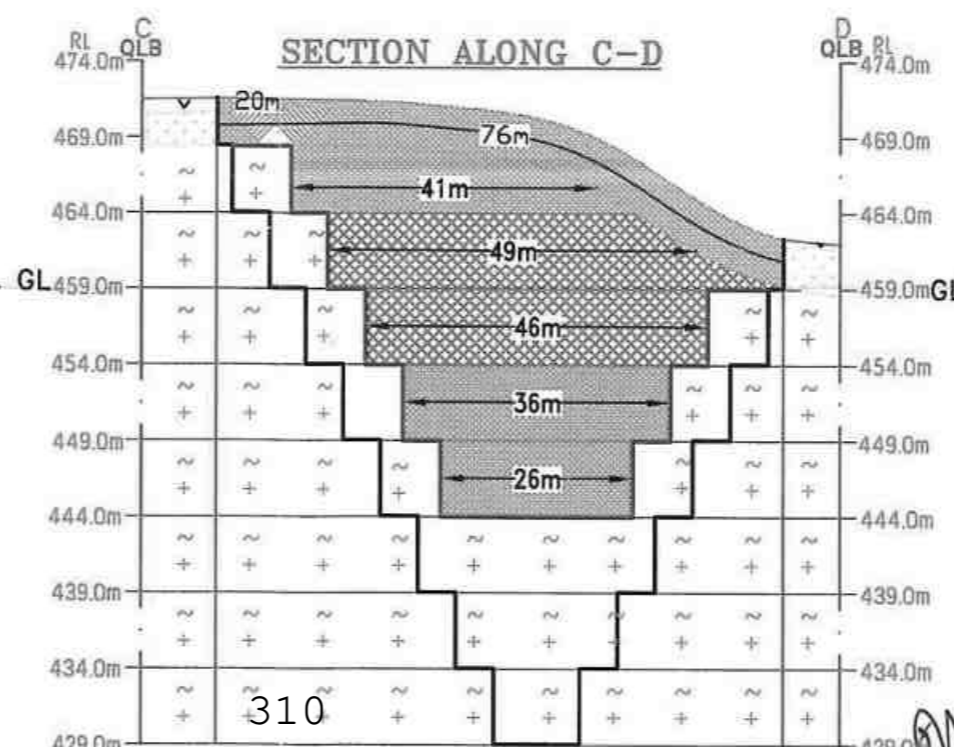 C D
QLB QLB
RL RL
SECTION ALONG C-D
474.0m 474.0m
20m
469.0m 76m 469.0m
41m
464.0m 464.0m
49m
GL 459.0m 459.0m GL
46m
454.0m 454.0m
36m
449.0m 449.0m
26m
444.0m 444.0m
439.0m 439.0m
434.0m 434.0m
310
429.0m